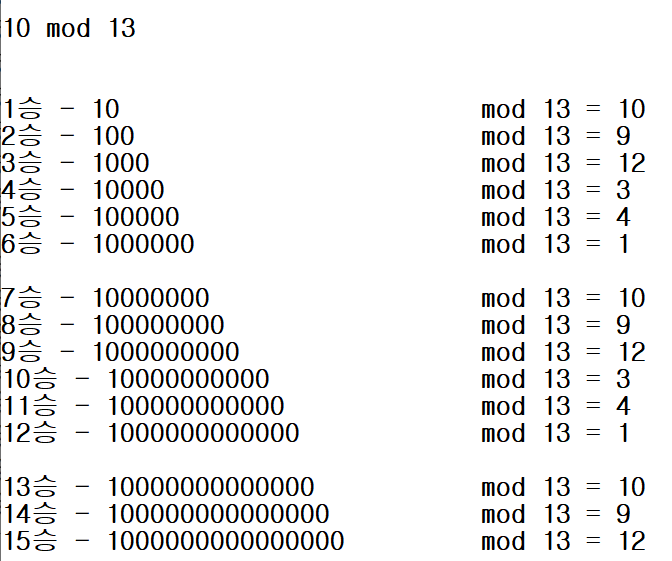 10 mod 13
1승 - 10 mod 13 = 10
2승 - 100 mod 13 = 9
3승 - 1000 mod 13 = 12
4승 - 10000 mod 13 = 3
5승 - 100000 mod 13 = 4
6승 - 1000000 mod 13 = 1
7승 - 10000000 mod 13 = 10
8승 - 100000000 mod 13 = 9
9승 - 1000000000 mod 13 = 12
10승 - 10000000000 mod 13 = 3
11승 - 100000000000 mod 13 = 4
12승 - 1000000000000 mod 13 = 1
13승 - 10000000000000 mod 13 = 10
14승 - 100000000000000 mod 13 = 9
15승 - 1000000000000000 mod 13 = 12